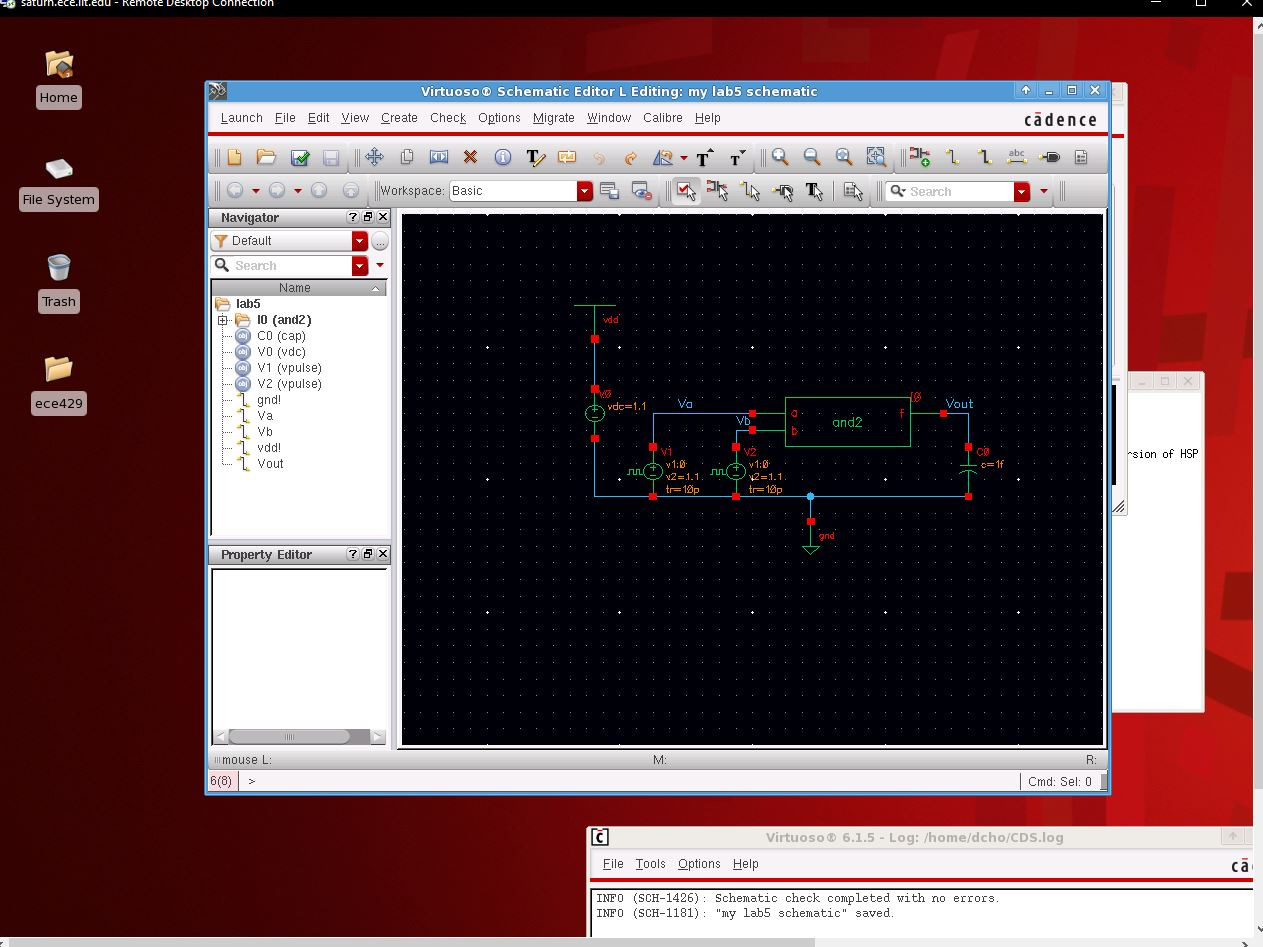 saturn.ece.iit.edu - Remote Desktop Connection
Home
File System
Trash
ece429
Virtuoso® Schematic Editor L Editing: my lab5 schematic
Launch File Edit View Create Check Options Migrate Window Calibre Help
cādence
abc
Workspace: Basic
Search
Navigator
Default
Search
Name
lab5
I0 (and2)
C0 (cap)
V0 (vdc)
V1 (vpulse)
V2 (vpulse)
gnd!
Va
Vb
vdd!
Vout
Property Editor
vdd
V0
vdc=1.1
Va
Vb
a
b
and2
f
I0
Vout
V1
v1:0
v2=1.1
tr=10p
V2
v1:0
v2=1.1
tr=10p
C0
c=1f
gnd
mouse L: M: R:
6(8) > Cmd: Sel: 0
rsion of HSP
Virtuoso® 6.1.5 - Log: /home/dcho/CDS.log
File Tools Options Help
cā
INFO (SCH-1426): Schematic check completed with no errors.
INFO (SCH-1181): "my lab5 schematic" saved.